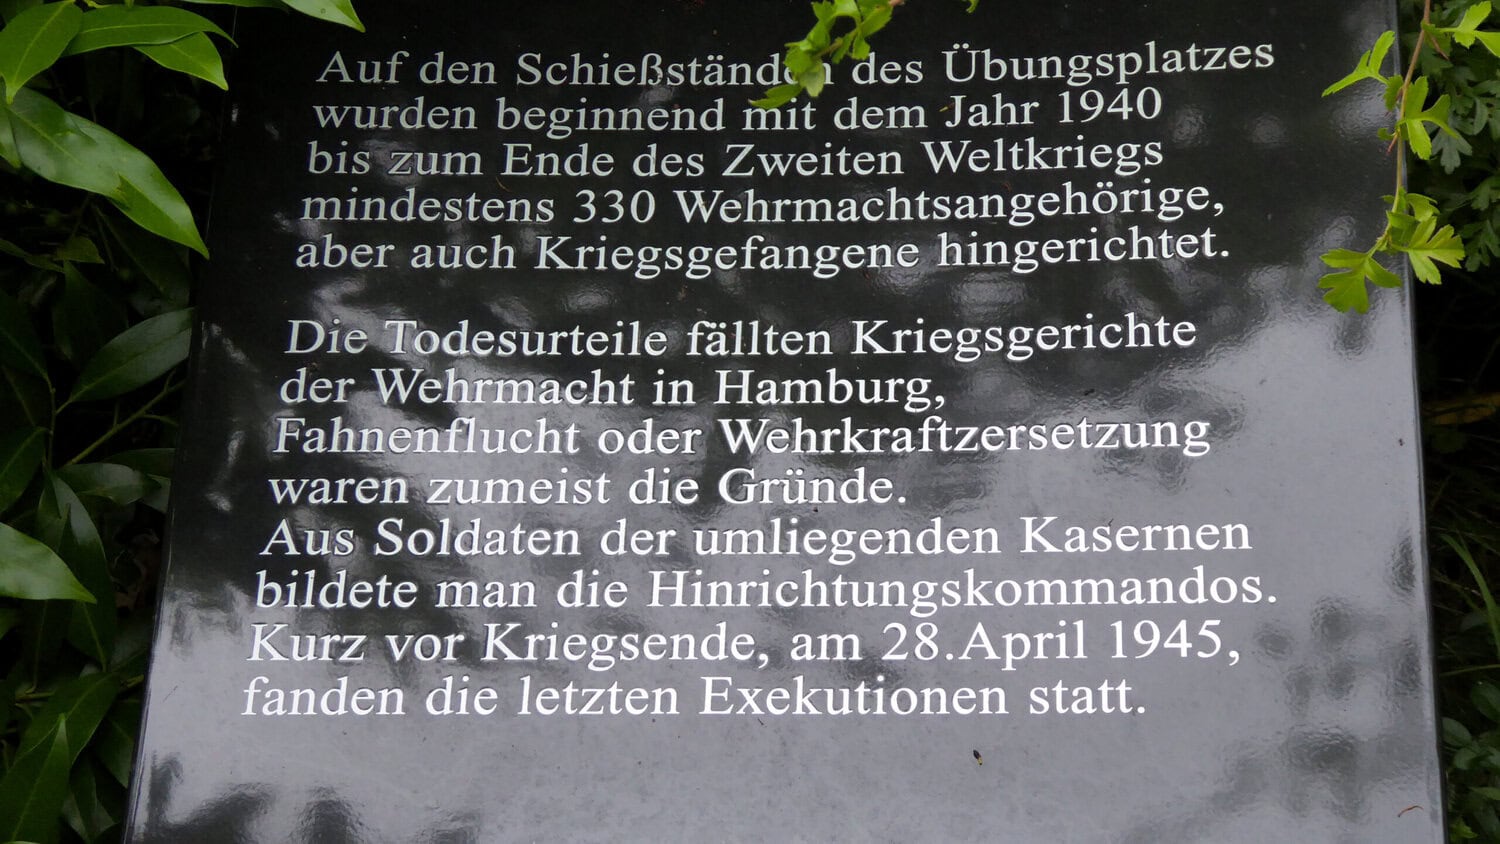 Auf den Schießständen des Übungsplatzes
wurden beginnend mit dem Jahr 1940
bis zum Ende des Zweiten Weltkriegs
mindestens 330 Wehrmachtsangehörige,
aber auch Kriegsgefangene hingerichtet.
Die Todesurteile fällten Kriegsgerichte
der Wehrmacht in Hamburg,
Fahnenflucht oder Wehrkraftzersetzung
waren zumeist die Gründe.
Aus Soldaten der umliegenden Kasernen
bildete man die Hinrichtungskommandos.
Kurz vor Kriegsende, am 28.April 1945,
fanden die letzten Exekutionen statt.